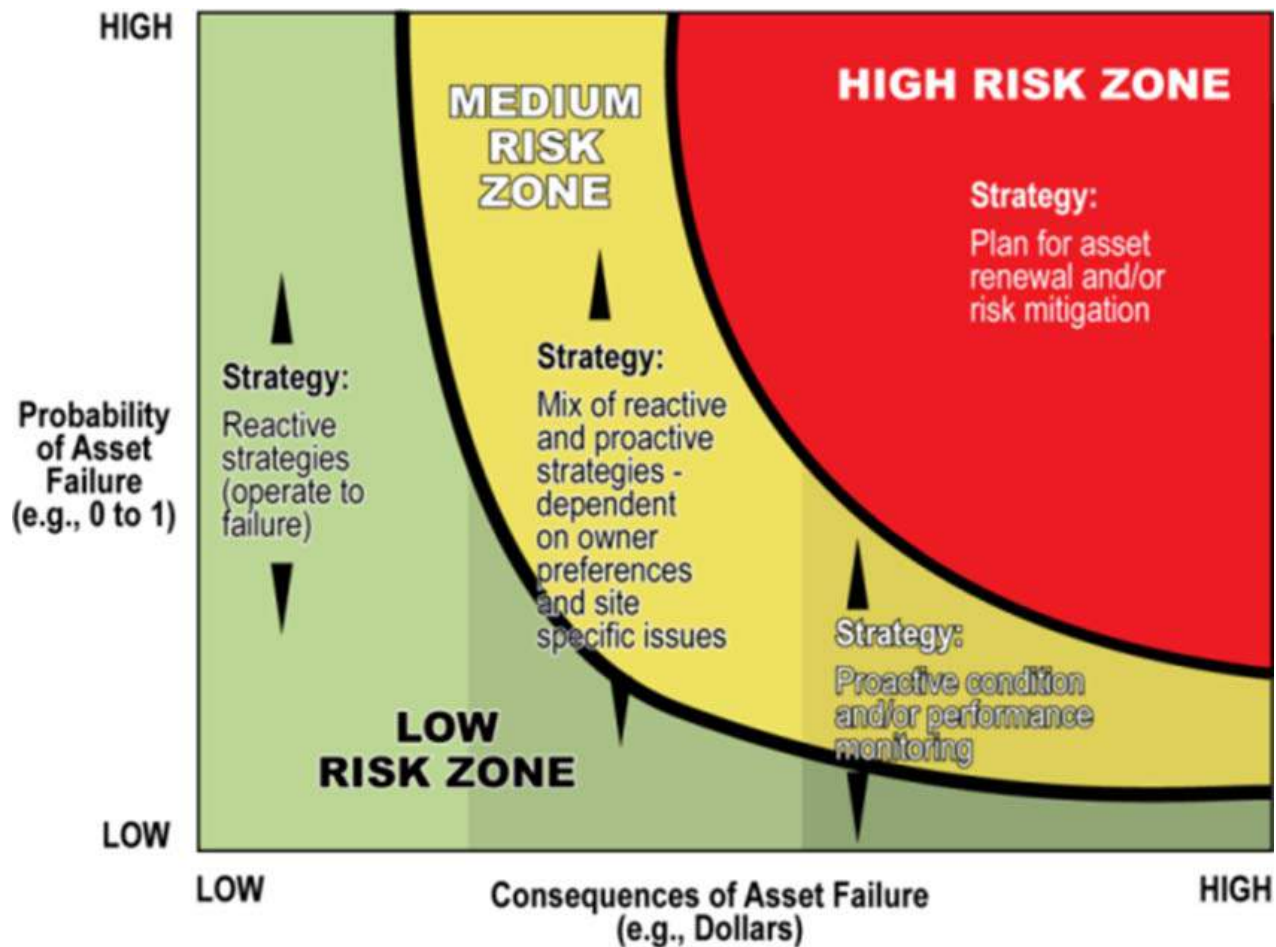 HIGH
MEDIUM
RISK
ZONE
HIGH RISK ZONE
Strategy:
Plan for asset
renewal and/or
risk mitigation
Probability
of Asset
Failure
(e.g., 0 to 1)
Strategy:
Reactive
strategies
(operate to
failure)
Strategy:
Mix of reactive
and proactive
strategies -
dependent
on owner
preferences
and site
specific issues
Strategy:
Proactive condition
and/or performance
monitoring
LOW
RISK ZONE
LOW
LOW
Consequences of Asset Failure
(e.g., Dollars)
HIGH